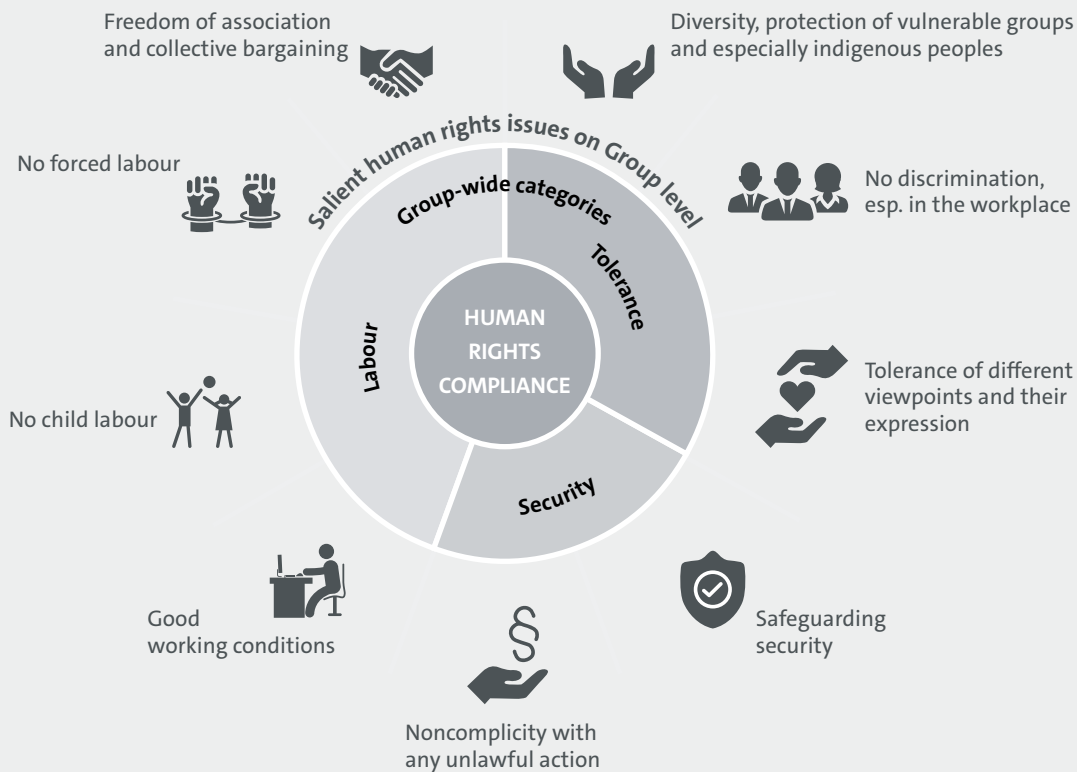 Freedom of association
and collective bargaining
Diversity, protection of vulnerable groups
and especially indigenous peoples
Salient human rights issues on Group level
No forced labour
Group-wide categories
No discrimination,
esp. in the workplace
Tolerance
HUMAN
RIGHTS
COMPLIANCE
Labour
Tolerance of different
viewpoints and their
expression
No child labour
Security
Good
working conditions
Safeguarding
security
Noncomplicity with
any unlawful action